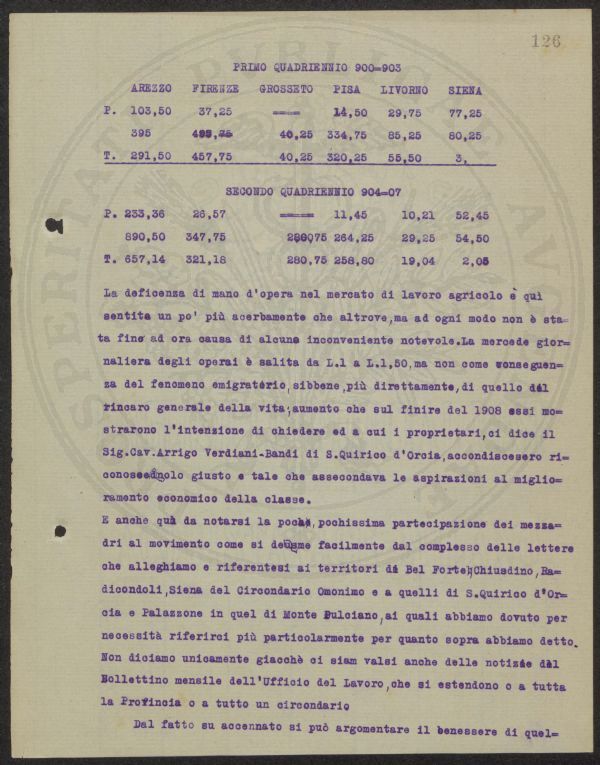 126
PRIMO QUADRIENNIO 900=903
AREZZO FIRENZE GROSSETO PISA LIVORNO SIENA
P. 103,50 37,25 ==== 14,50 29,75 77,25
395 495,75 40,25 334,75 85,25 80,25
T. 291,50 457,75 40,25 320,25 55,50 3,
SECONDO QUADRIENNIO 904=07
P. 233,36 26,57 ===== 11,45 10,21 52,45
890,50 347,75 280,75 264,25 29,25 54,50
T. 657,14 321,18 280,75 258,80 19,04 2,05
La deficenza di mano d'opera nel mercato di lavoro agricolo è quì
sentita un po' più acerbamente che altrove,ma ad ogni modo non è sta=
ta fino ad ora causa di alcuno inconveniente notevole.La mercede gior=
naliera degli operai è salita da L.1 a L.1,50,ma non come conseguen=
za del fenomeno emigratorio,sibbene,più direttamente,di quello del
rincaro generale della vita;aumento che sul finire del 1908 essi mo=
strarono l'intenzione di chiedere ed a cui i proprietari,ci dice il
Sig.Cav.Arrigo Verdiani-Bandi di S.Quirico d'Orcia,accondiscesero ri=
conoscendolo giusto e tale che assecondava le aspirazioni al miglio=
ramento economico della classe.
E anche quì da notarsi la poca,pochissima partecipazione dei mezza=
dri al movimento come si desume facilmente dal complesso delle lettere
che alleghiamo e riferentesi ai territori di Bel Forte,Chiusdino,Ra=
dicondoli,Siena del Circondario Omonimo e a quelli di S.Quirico d'Or=
cia e Palazzone in quel di Monte Pulciano,ai quali abbiamo dovuto per
necessità riferirci più particolarmente per quanto sopra abbiamo detto.
Non diciamo unicamente giacchè ci siam valsi anche delle notizie del
Bollettino mensile dell'Ufficio del Lavoro,che si estendono o a tutta
la Profincia o a tutto un circondario
Dal fatto su accennato si può argomentare il benessere di quel=